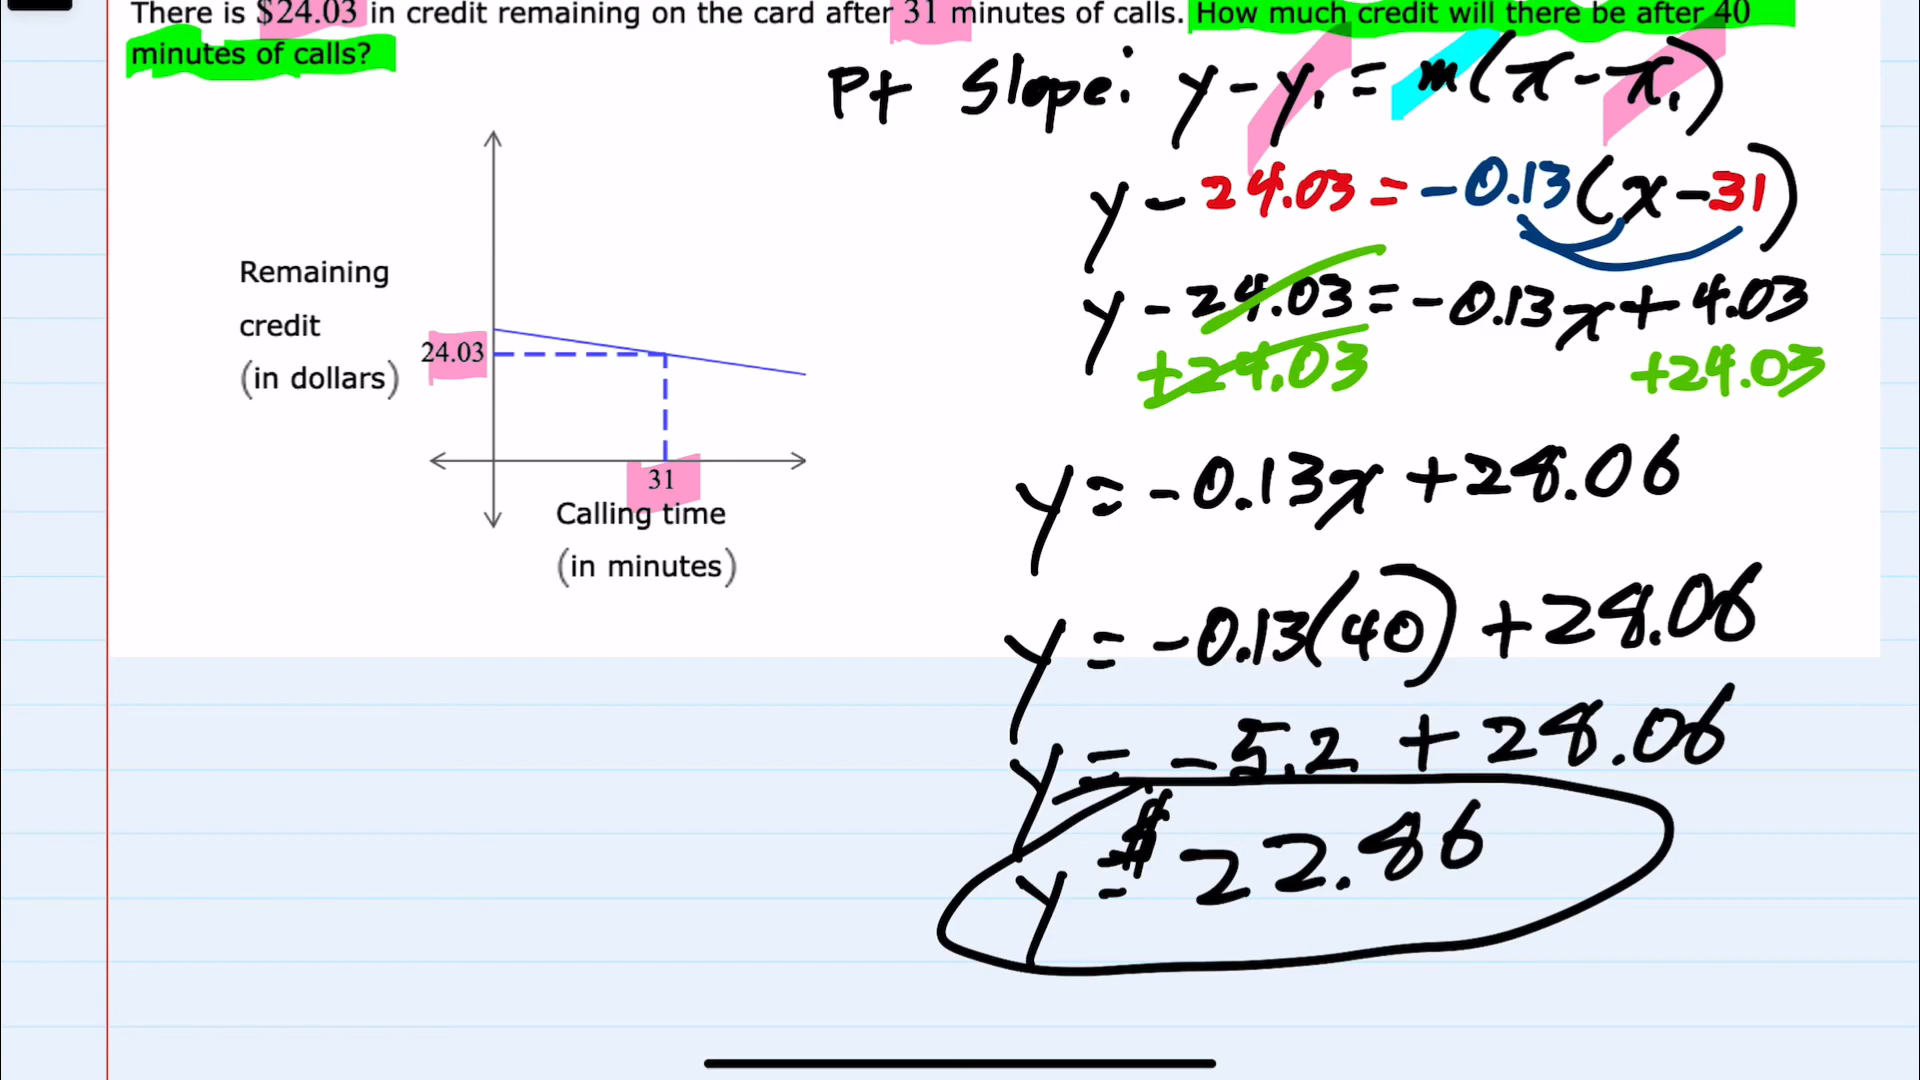 There is $24.03 in credit remaining on the card after 31 minutes of calls. How much credit will there be after 40
minutes of calls?
Pt Slope: y - y₁ = m(x - x₁)
y - 24.03 = -0.13(x - 31)
y - 24.03 = -0.13x + 4.03
+24.03 +24.03
y = -0.13x + 28.06
y = -0.13(40) + 28.06
y = -5.2 + 28.06
y = $22.86
Remaining
credit
(in dollars)
24.03
31
Calling time
(in minutes)